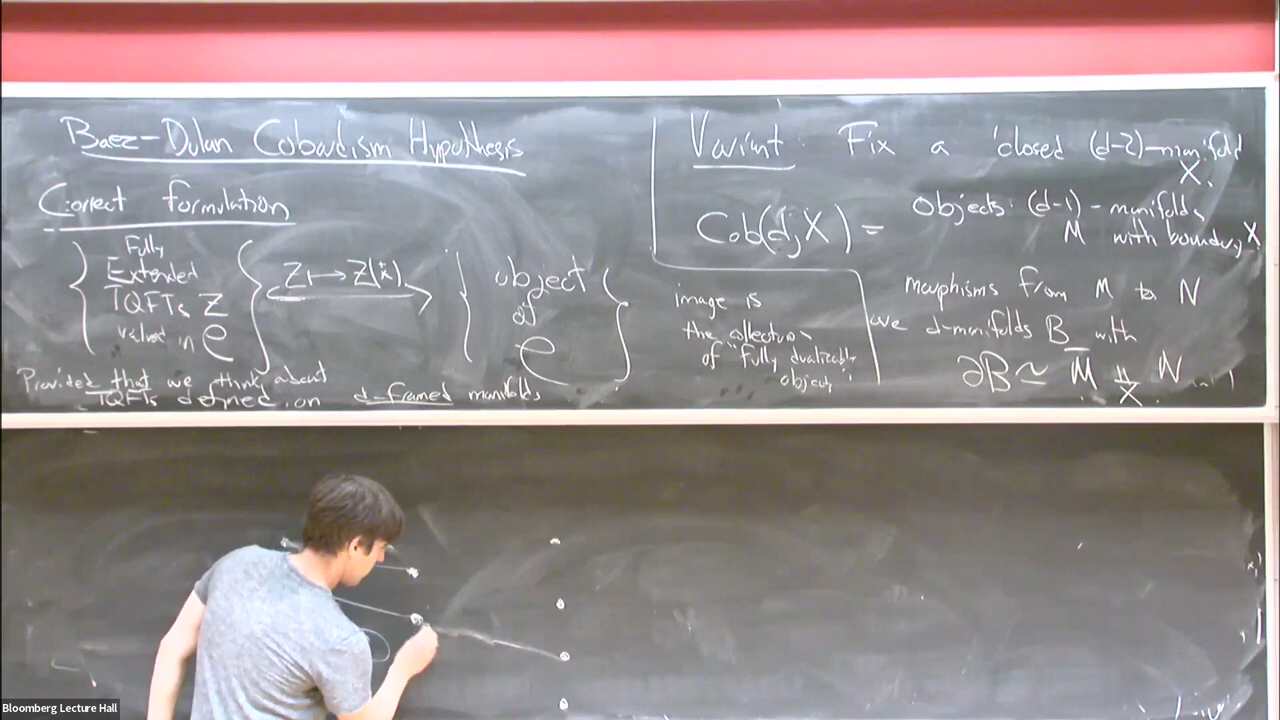 Baez-Dolan Cobordism Hypothesis
Correct formulation
Fully
Extended
TQFTs Z
valued in C
Z ↦ Z(*)
object
of
C
image is
the collection
of "fully dualizable
objects"
Provided that we think about
TQFTs defined on d-framed manifolds
Variant: Fix a closed (d-2)-manifold
X.
Cob(d,X) =
Objects: (d-1)-manifolds
M with boundary X
morphisms from M to N
are d-manifolds B with
∂B ≃ M ⨿ N
X
Bloomberg Lecture Hall